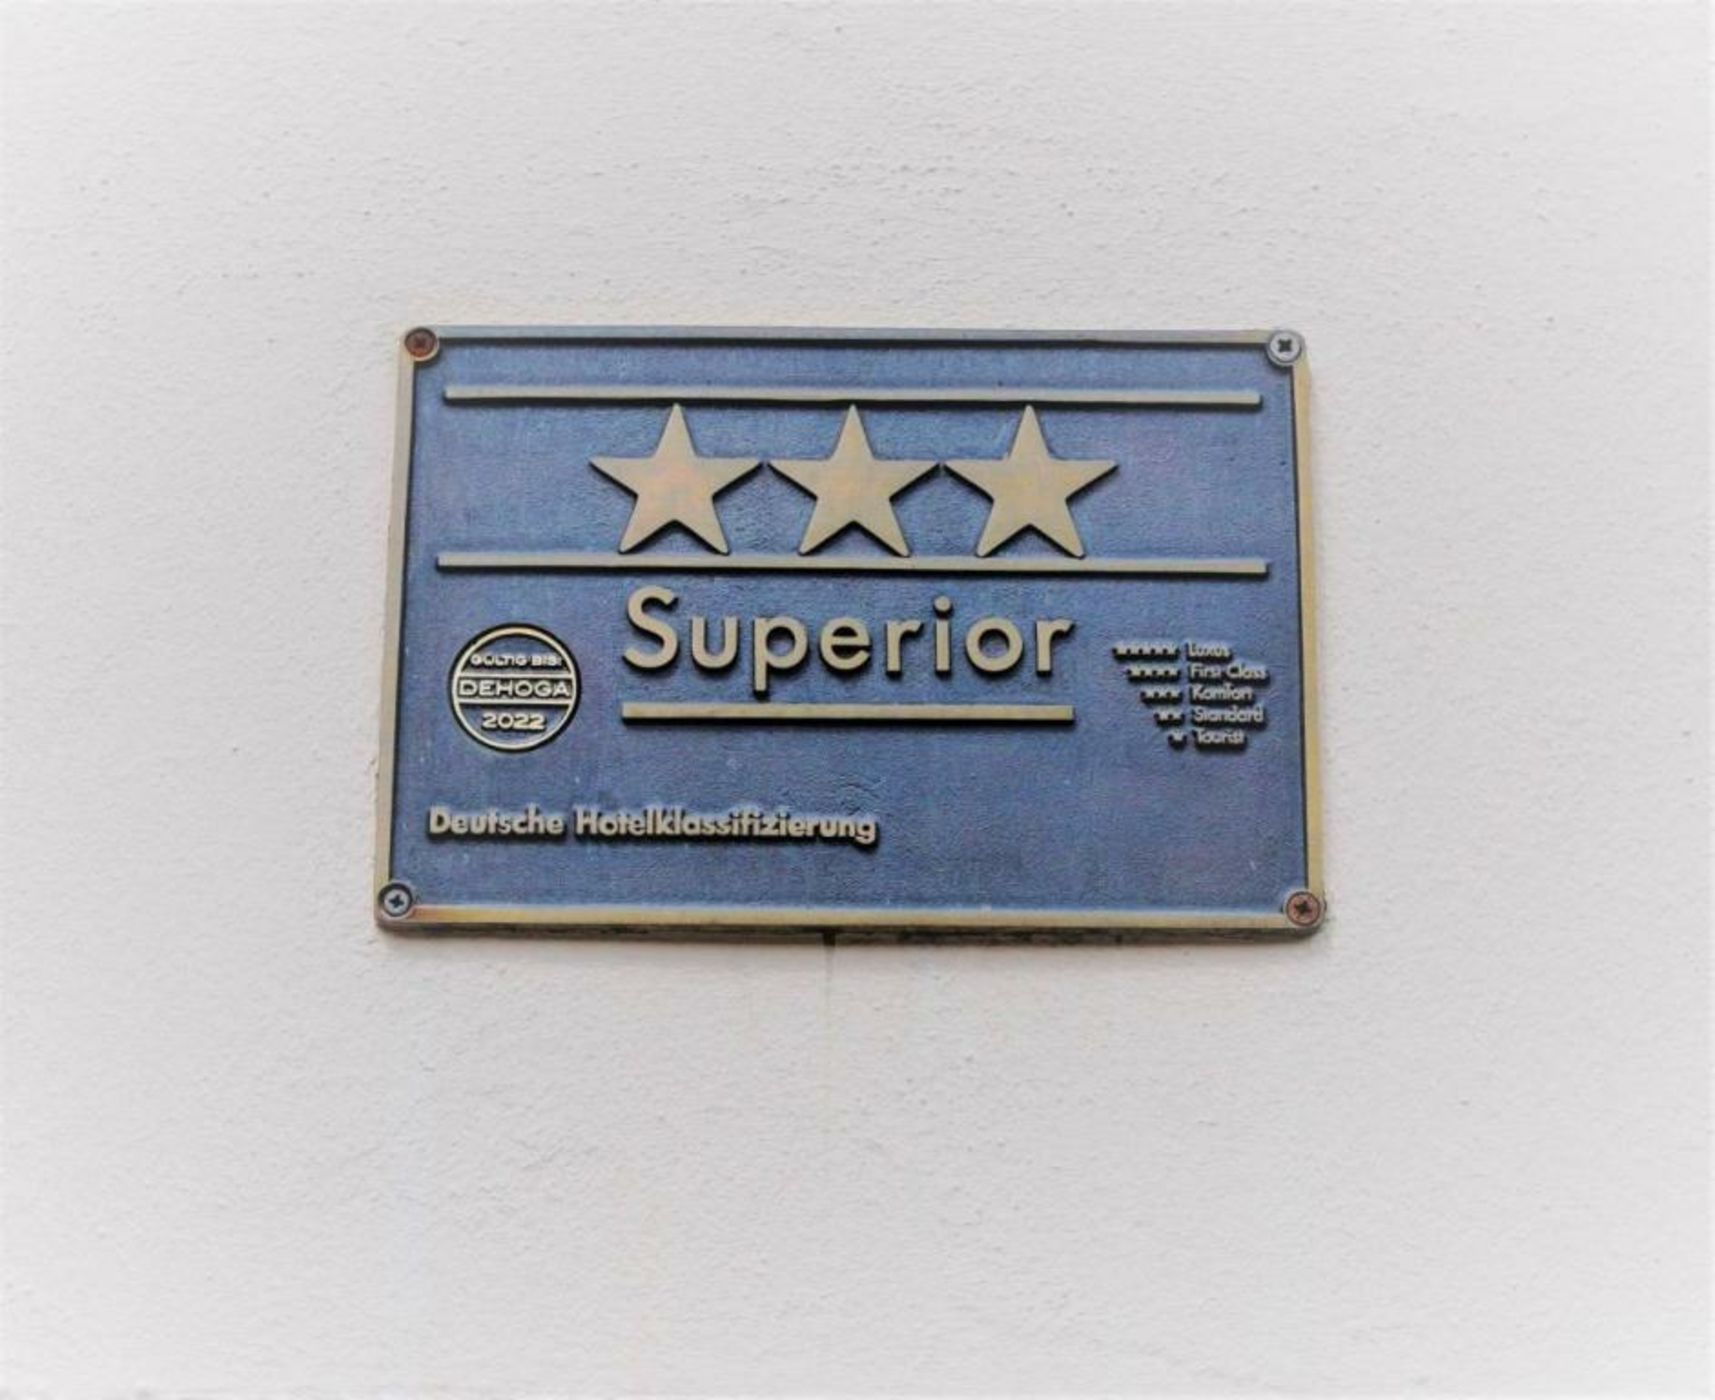 Superior
GÜLTIG BIS:
DEHOGA
2022
***** Luxus
**** First Class
*** Komfort
** Standard
* Tourist
Deutsche Hotelklassifizierung